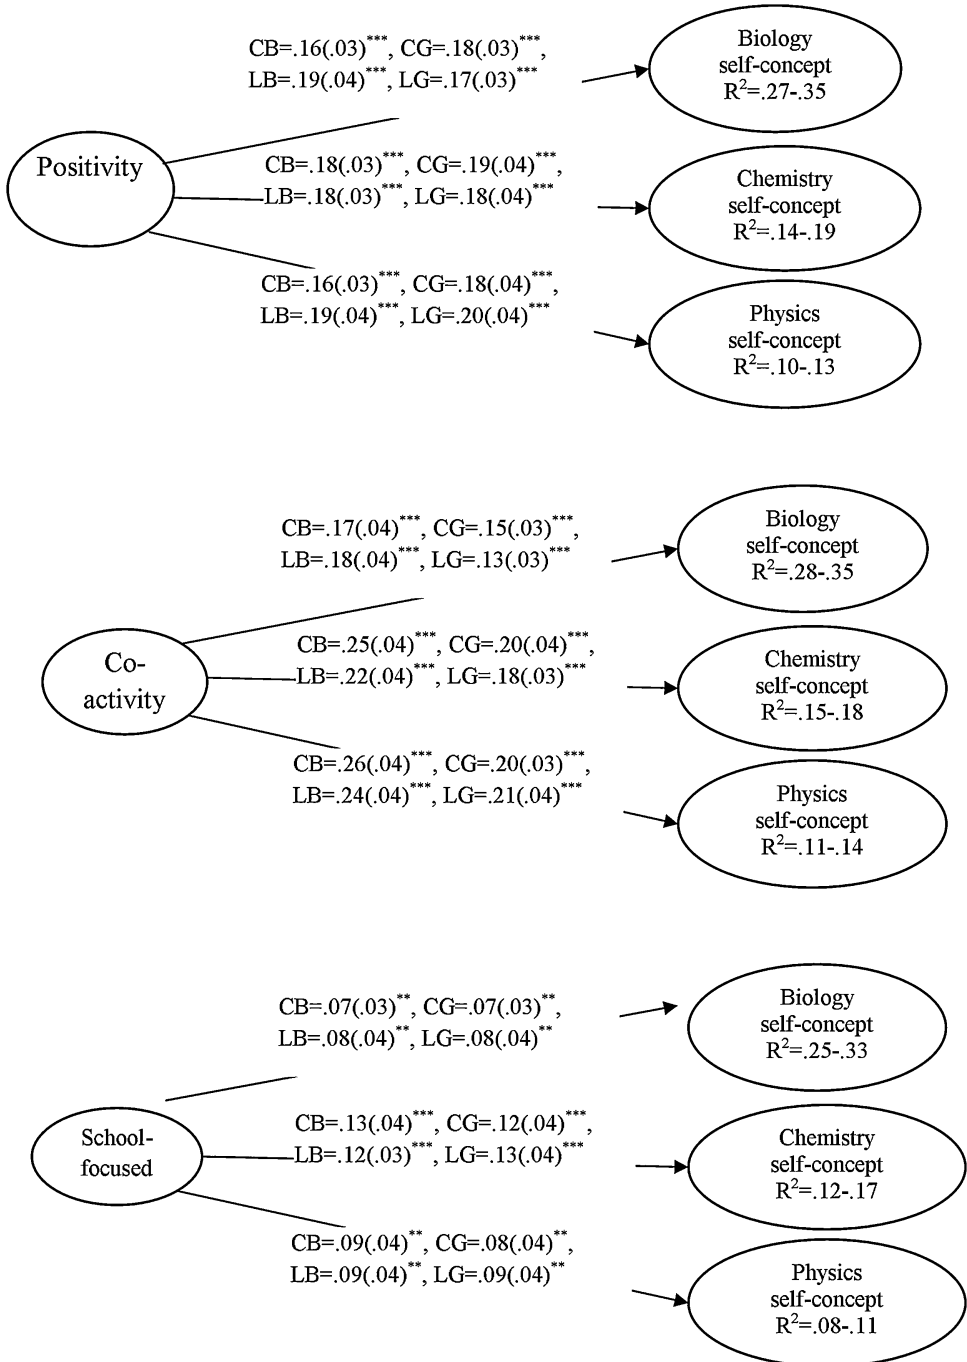 CB=.16(.03)***, CG=.18(.03)***,
LB=.19(.04)***, LG=.17(.03)***
Biology
self-concept
R²=.27-.35
Positivity
CB=.18(.03)***, CG=.19(.04)***,
LB=.18(.03)***, LG=.18(.04)***
Chemistry
self-concept
R²=.14-.19
CB=.16(.03)***, CG=.18(.04)***,
LB=.19(.04)***, LG=.20(.04)***
Physics
self-concept
R²=.10-.13
CB=.17(.04)***, CG=.15(.03)***,
LB=.18(.04)***, LG=.13(.03)***
Biology
self-concept
R²=.28-.35
Co-
activity
CB=.25(.04)***, CG=.20(.04)***,
LB=.22(.04)***, LG=.18(.03)***
Chemistry
self-concept
R²=.15-.18
CB=.26(.04)***, CG=.20(.03)***,
LB=.24(.04)***, LG=.21(.04)***
Physics
self-concept
R²=.11-.14
CB=.07(.03)**, CG=.07(.03)**,
LB=.08(.04)**, LG=.08(.04)**
Biology
self-concept
R²=.25-.33
School-
focused
CB=.13(.04)***, CG=.12(.04)***,
LB=.12(.03)***, LG=.13(.04)***
Chemistry
self-concept
R²=.12-.17
CB=.09(.04)**, CG=.08(.04)**,
LB=.09(.04)**, LG=.09(.04)**
Physics
self-concept
R²=.08-.11